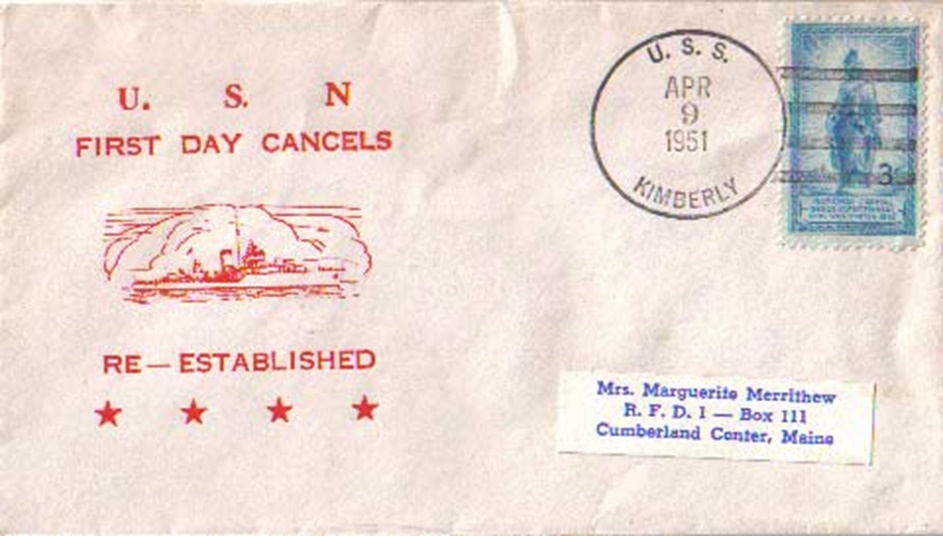 U. S. N
FIRST DAY CANCELS
RE—ESTABLISHED
U. S. S.
APR
9
1951
KIMBERLY
3¢
Mrs. Marguerite Merrithew
R. F. D. 1 — Box 111
Cumberland Center, Maine